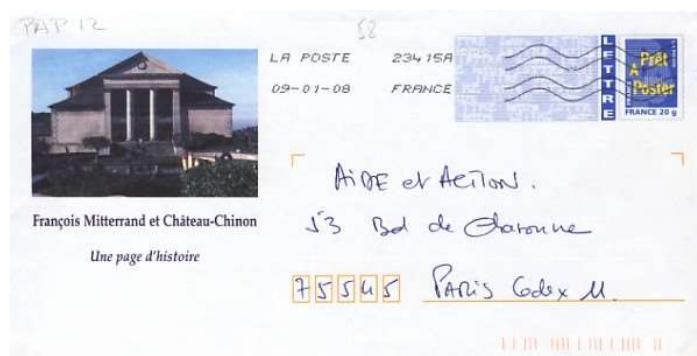 PAP 12
58
LA POSTE 23415A
09-01-08 FRANCE
LETTRE
Prêt
A
Poster
FRANCE 20 g
François Mitterrand et Château-Chinon
Une page d'histoire
AIDE et ACTION.
53 Bd de Charonne
75545 PARIS Cedex 11.